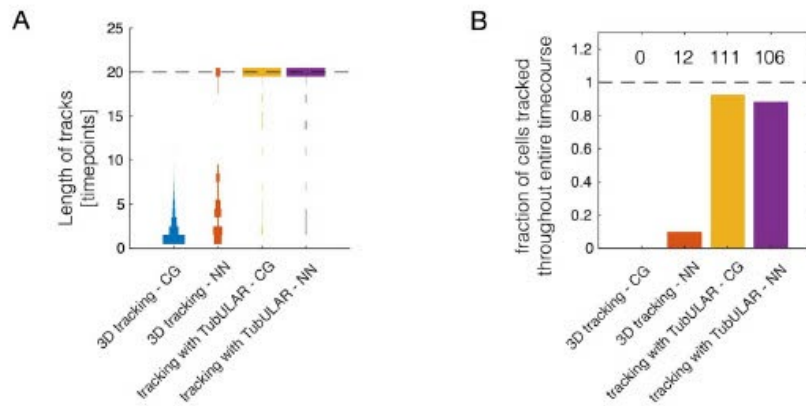 A
Length of tracks
[timepoints]
25
20
15
10
5
0
3D tracking - CG
3D tracking - NN
tracking with TubULAR - CG
tracking with TubULAR - NN
B
fraction of cells tracked
throughout entire timecourse
1.2
1
0.8
0.6
0.4
0.2
0
0 12 111 106
3D tracking - CG
3D tracking - NN
tracking with TubULAR - CG
tracking with TubULAR - NN